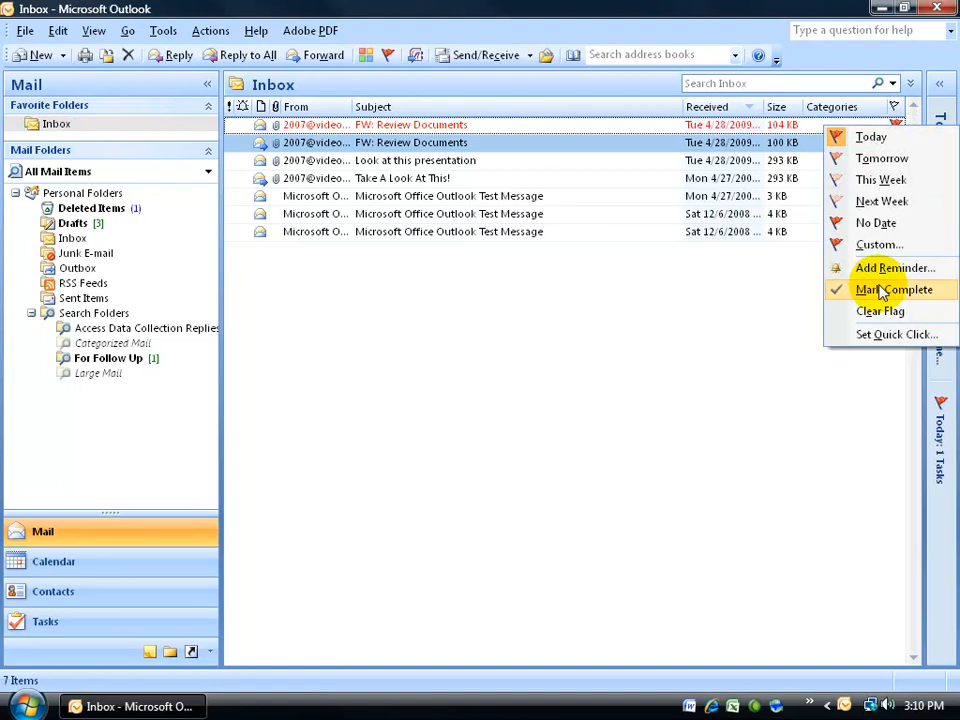 Inbox - Microsoft Outlook
File Edit View Go Tools Actions Help Adobe PDF
Type a question for help
New Reply Reply to All Forward Send/Receive Search address books
Mail
Inbox
Search Inbox
Favorite Folders
Inbox
Mail Folders
All Mail Items
Personal Folders
Deleted Items (1)
Drafts [3]
Inbox
Junk E-mail
Outbox
RSS Feeds
Sent Items
Search Folders
Access Data Collection Replies
Categorized Mail
For Follow Up [1]
Large Mail
From Subject Received Size Categories
2007@video... FW: Review Documents Tue 4/28/2009... 104 KB
2007@video... FW: Review Documents Tue 4/28/2009... 100 KB
2007@video... Look at this presentation Tue 4/28/2009... 293 KB
2007@video... Take A Look At This! Mon 4/27/2009... 293 KB
Microsoft O... Microsoft Office Outlook Test Message Mon 4/27/2009... 3 KB
Microsoft O... Microsoft Office Outlook Test Message Sat 12/6/2008 ... 4 KB
Microsoft O... Microsoft Office Outlook Test Message Sat 12/6/2008 ... 4 KB
Today
Tomorrow
This Week
Next Week
No Date
Custom...
Add Reminder...
Mark Complete
Clear Flag
Set Quick Click...
Today: 1 Tasks
Mail
Calendar
Contacts
Tasks
7 Items
Inbox - Microsoft O...
3:10 PM